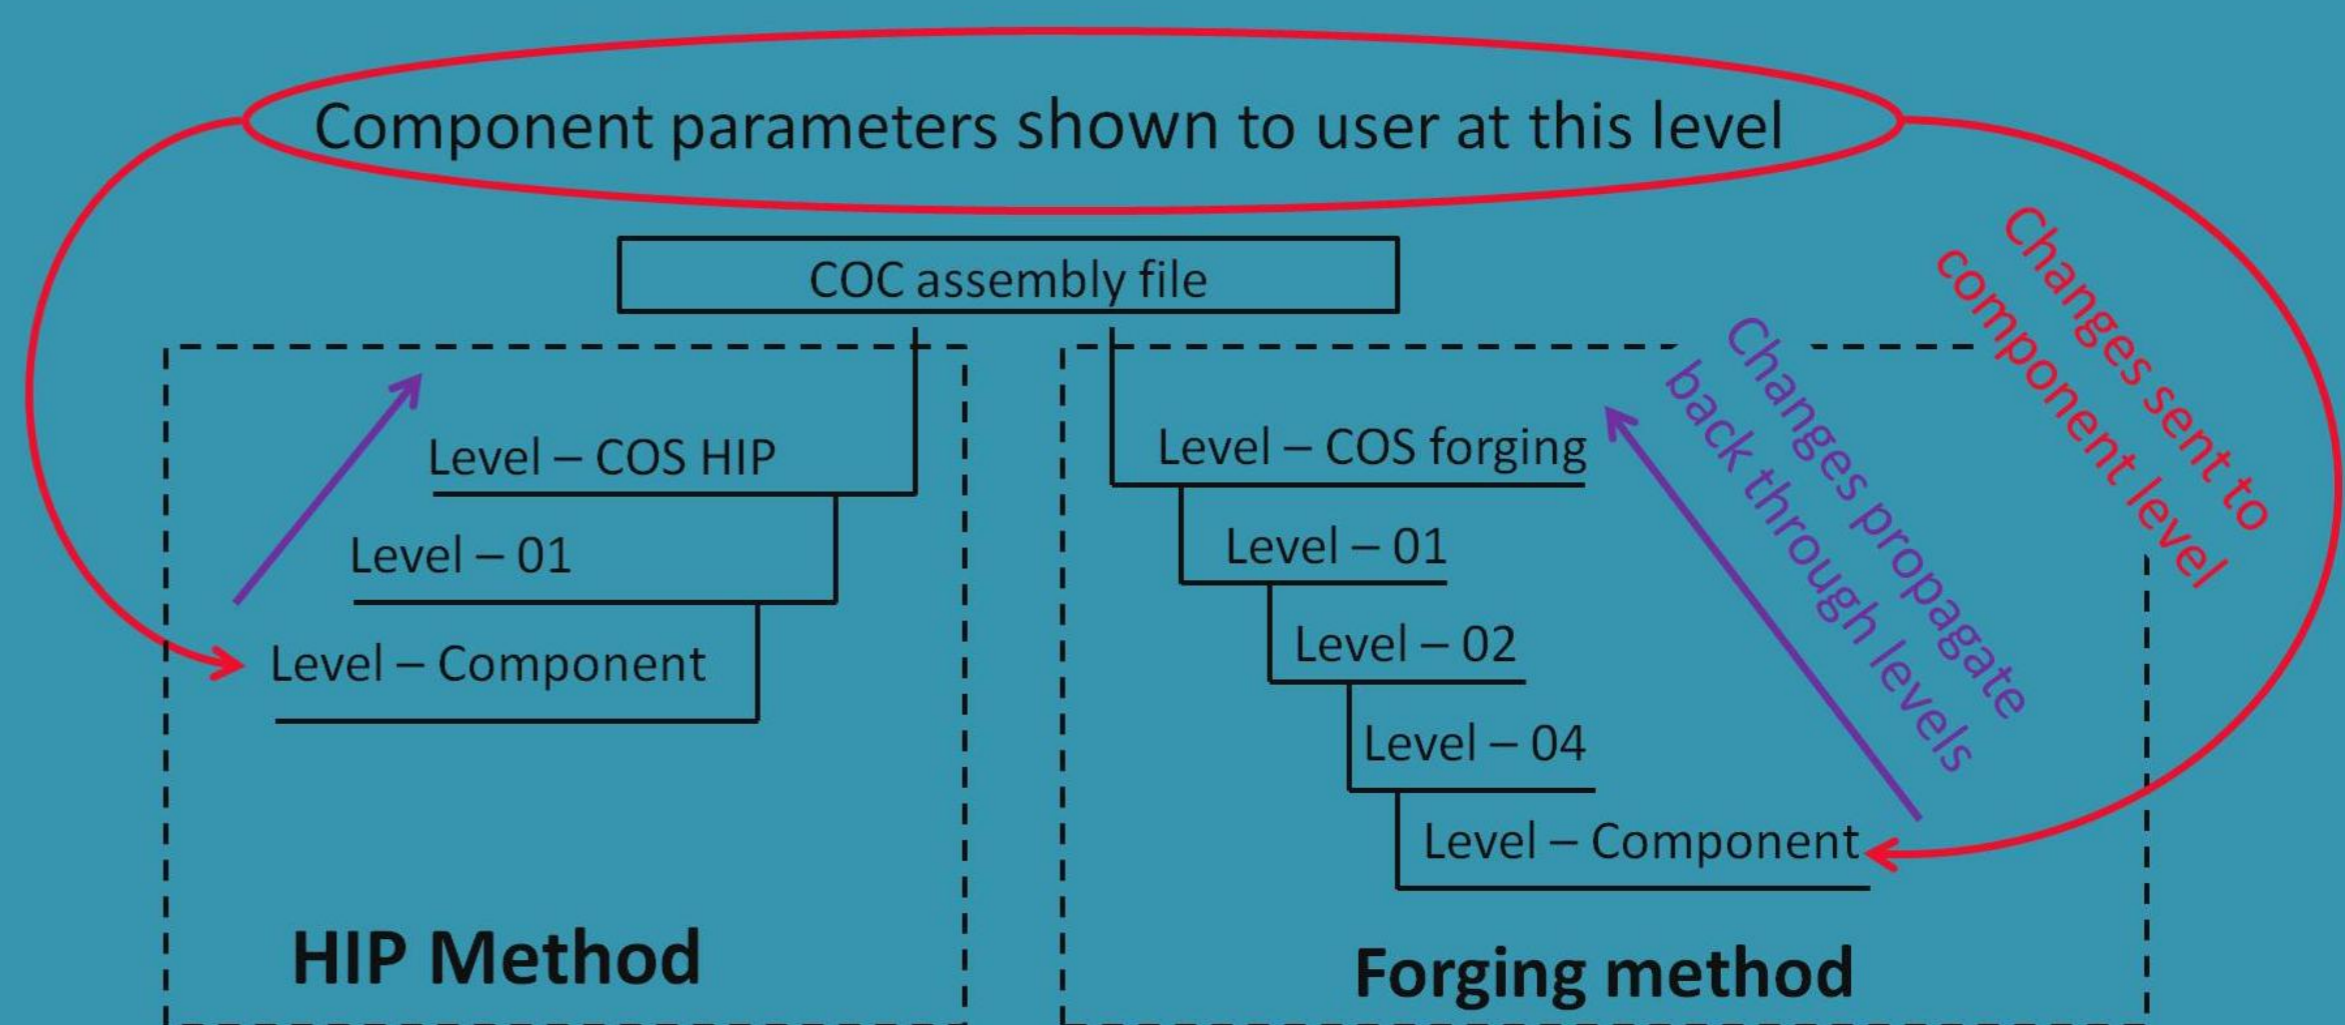 Component parameters shown to user at this level
COC assembly file
Level – COS HIP
Level – 01
Level – Component
HIP Method
Level – COS forging
Level – 01
Level – 02
Level – 04
Level – Component
Forging method
Changes propagate
back through levels
Changes sent to
component level